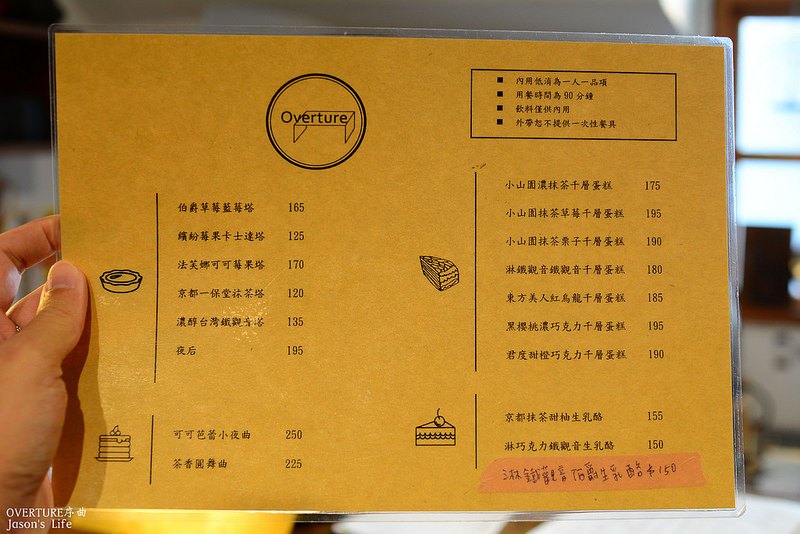 Overture
■ 內用低消為一人一品項
■ 用餐時間為90分鐘
■ 飲料僅供內用
■ 外帶恕不提供一次性餐具
伯爵草莓藍莓塔 165
繽紛莓果卡士達塔 125
法芙娜可可莓果塔 170
京都一保堂抹茶塔 120
濃醇台灣鐵觀音塔 135
夜后 195
可可芭蕾小夜曲 250
茶香圓舞曲 225
小山園濃抹茶千層蛋糕 175
小山園抹茶草莓千層蛋糕 195
小山園抹茶栗子千層蛋糕 190
淋鐵觀音鐵觀音千層蛋糕 180
東方美人紅烏龍千層蛋糕 185
黑櫻桃濃巧克力千層蛋糕 195
君度甜橙巧克力千層蛋糕 190
京都抹茶甜柚生乳酪 155
淋巧克力鐵觀音生乳酪 150
淋鐵觀音伯爵生乳酪 $150
OVERTURE序曲
Jason's Life